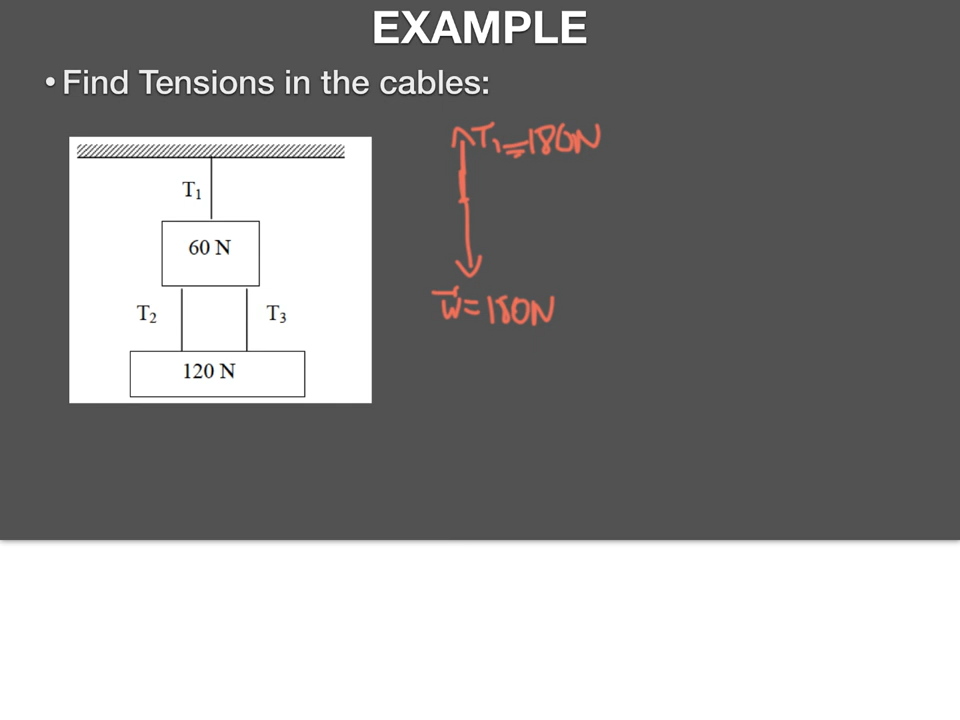 EXAMPLE
• Find Tensions in the cables:
T₁=180N
T₁
60 N
T₂ T₃
w⃗=180N
120 N